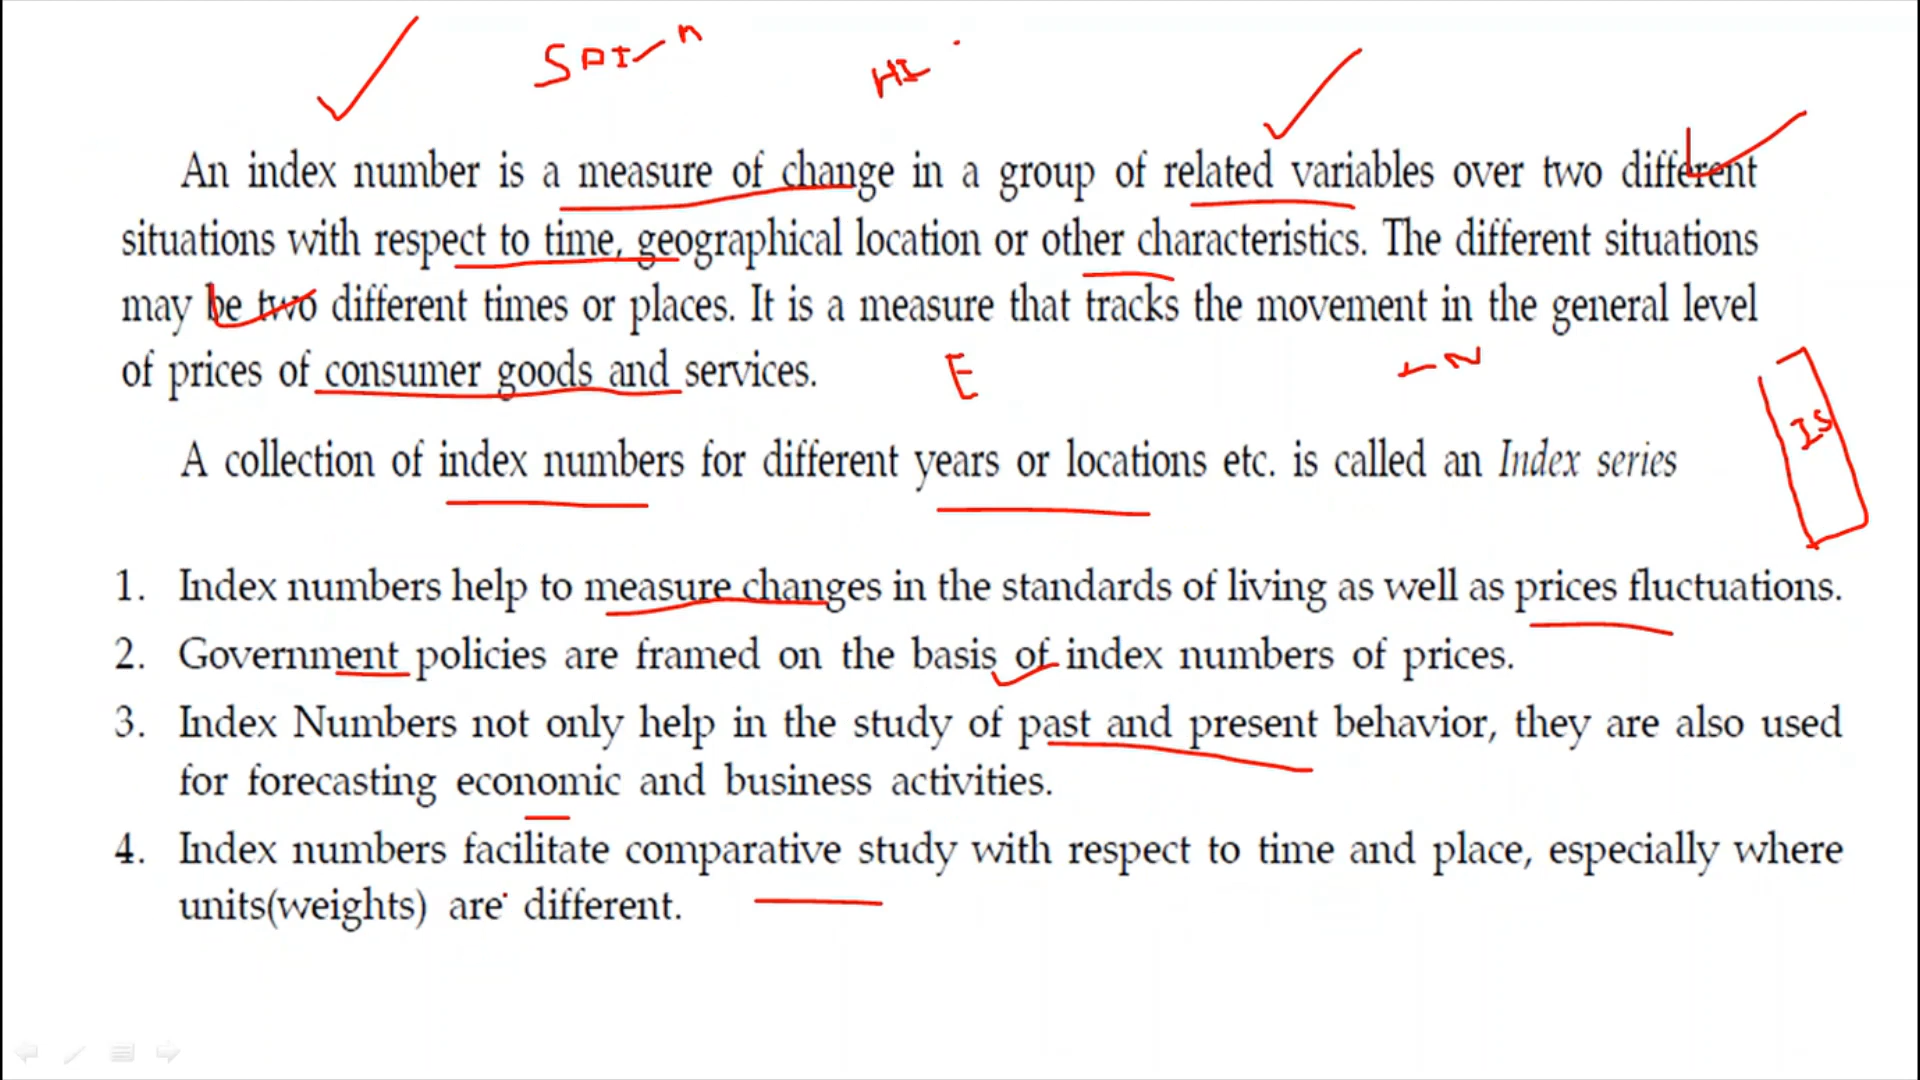 SPI n
HI
An index number is a measure of change in a group of related variables over two different
situations with respect to time, geographical location or other characteristics. The different situations
may be two different times or places. It is a measure that tracks the movement in the general level
of prices of consumer goods and services.
E
N
IS
A collection of index numbers for different years or locations etc. is called an Index series
1. Index numbers help to measure changes in the standards of living as well as prices fluctuations.
2. Government policies are framed on the basis of index numbers of prices.
3. Index Numbers not only help in the study of past and present behavior, they are also used
for forecasting economic and business activities.
4. Index numbers facilitate comparative study with respect to time and place, especially where
units(weights) are different.